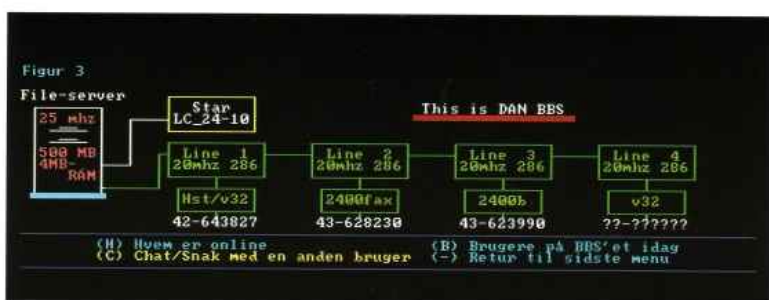 Figur 3
File-server
25 mhz
500 MB
4MB-
RAM
Star
LC_24-10
This is DAN BBS
Line 1
20mhz 286
Line 2
20mhz 286
Line 3
20mhz 286
Line 4
20mhz 286
Hst/v32
2400fax
2400b
v32
42-643827
43-628230
43-623990
??-??????
(H) Hvem er online
(B) Brugere på BBS'et idag
(C) Chat/Snak med en anden bruger
(-) Retur til sidste menu